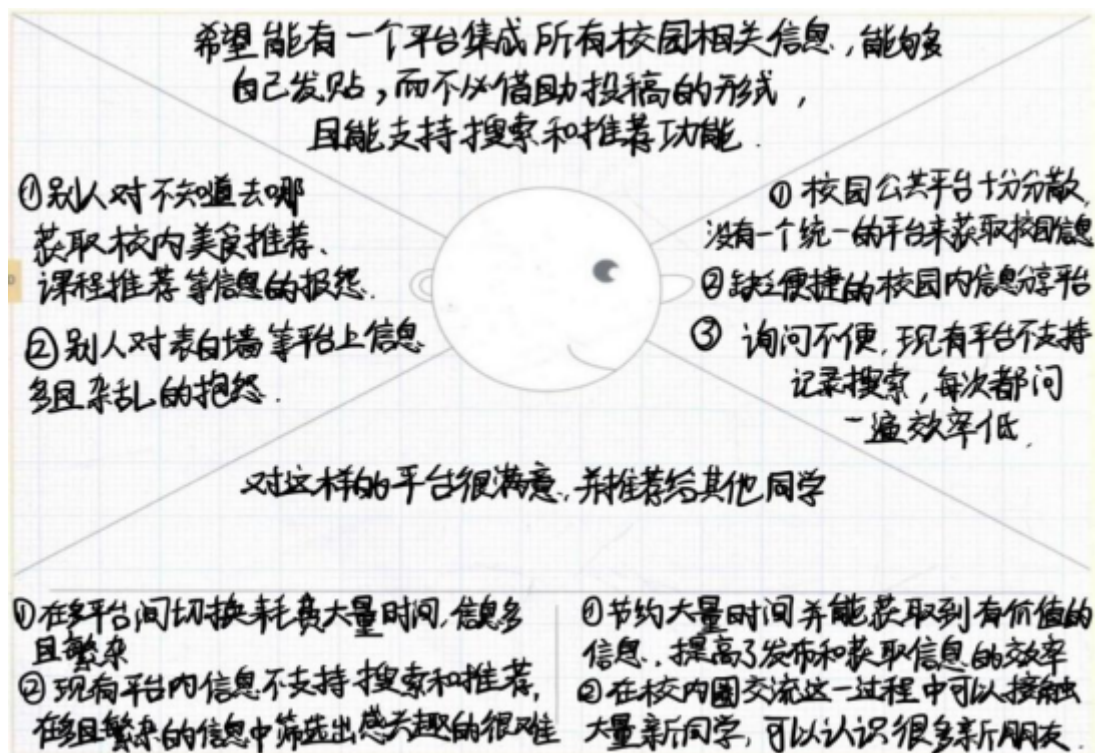 希望能有一个平台集成所有校园相关信息,能够
自己发贴,而不必借助投稿的形式,
且能支持搜索和推荐功能.
①别人对不知道去哪
获取校内美食推荐、
课程推荐等信息的报怨.
②别人对表白墙等平台上信息
多且杂乱的抱怨.
①校园公共平台十分分散,
没有一个统一的平台来获取校园信息
②缺乏便捷的校园内信息分享平台
③询问不便,现有平台不支持
记录搜索,每次都问
一遍效率低.
对这样的平台很满意,并推荐给其他同学
①在多平台间切换耗费大量时间,信息多
且繁杂
②现有平台内信息不支持搜索和推荐,
在多且繁杂的信息中筛选出感兴趣的很难
①节约大量时间并能获取到有价值的
信息,提高了发布和获取信息的效率
②在校内圈交流这一过程中可以接触
大量新同学,可以认识很多新朋友.